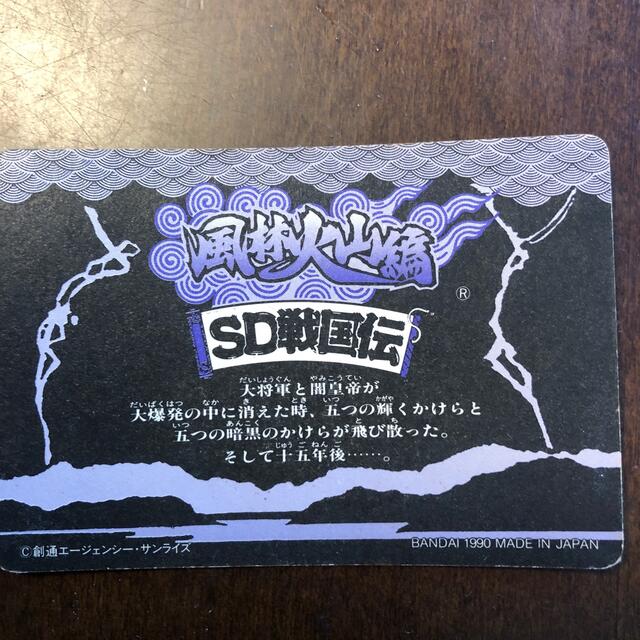 風林火山編
®
SD戦国伝
大将軍と闇皇帝が
大爆発の中に消えた時、五つの輝くかけらと
五つの暗黒のかけらが飛び散った。
そして十五年後……。
©創通エージェンシー・サンライズ
BANDAI 1990 MADE IN JAPAN